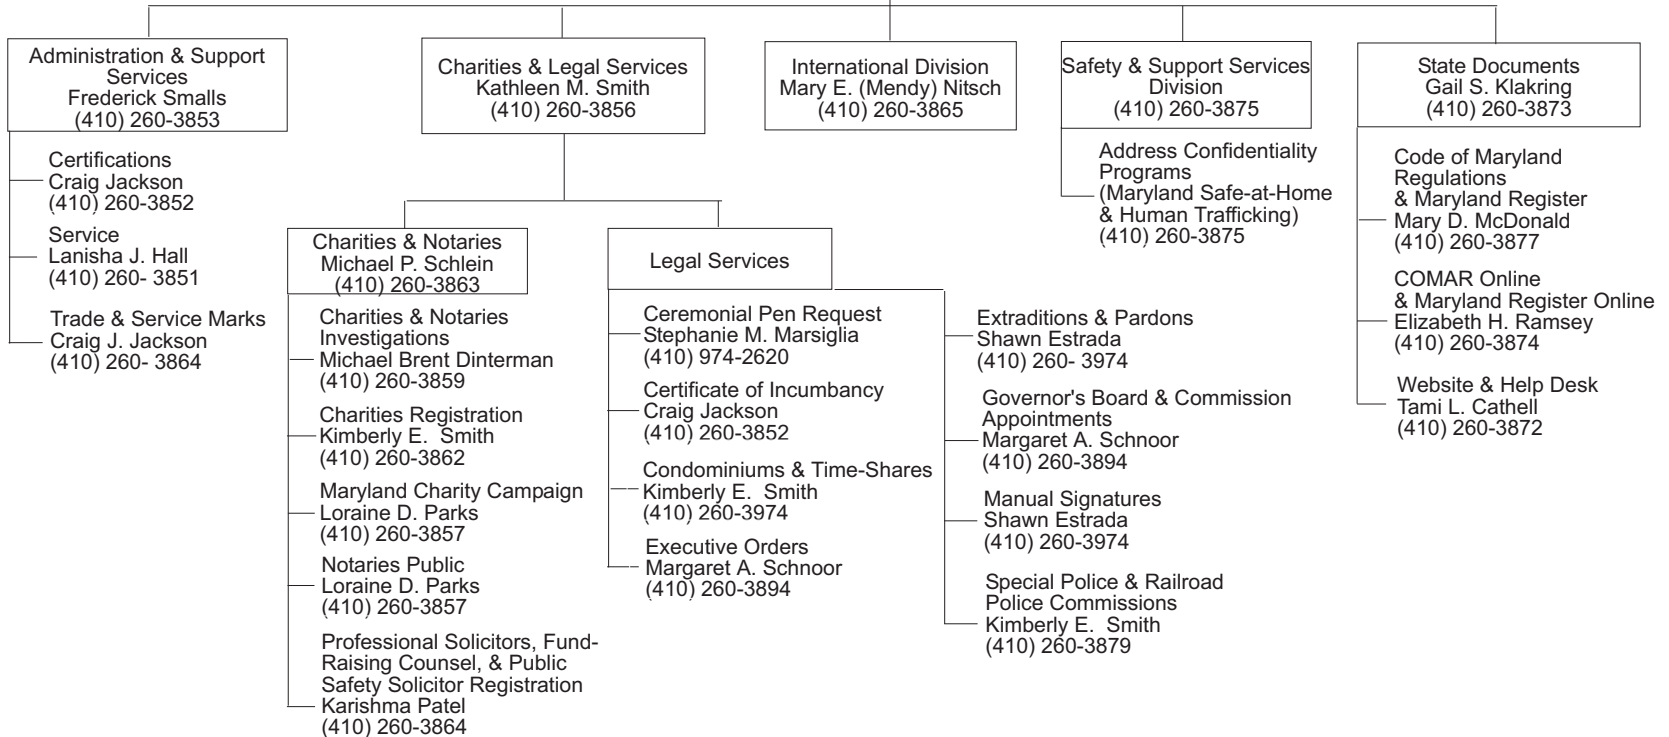 Administration & Support
Services
Frederick Smalls
(410) 260-3853
Certifications
Craig Jackson
(410) 260-3852
Service
Lanisha J. Hall
(410) 260- 3851
Trade & Service Marks
Craig J. Jackson
(410) 260- 3864
Charities & Legal Services
Kathleen M. Smith
(410) 260-3856
Charities & Notaries
Michael P. Schlein
(410) 260-3863
Charities & Notaries
Investigations
Michael Brent Dinterman
(410) 260-3859
Charities Registration
Kimberly E.  Smith
(410) 260-3862
Maryland Charity Campaign
Loraine D. Parks
(410) 260-3857
Notaries Public
Loraine D. Parks
(410) 260-3857
Professional Solicitors, Fund-
Raising Counsel, & Public
Safety Solicitor Registration
Karishma Patel
(410) 260-3864
Legal Services
Ceremonial Pen Request
Stephanie M. Marsiglia
(410) 974-2620
Certificate of Incumbancy
Craig Jackson
(410) 260-3852
Condominiums & Time-Shares
Kimberly E.  Smith
(410) 260-3974
Executive Orders
Margaret A. Schnoor
(410) 260-3894
Extraditions & Pardons
Shawn Estrada
(410) 260- 3974
Governor's Board & Commission
Appointments
Margaret A. Schnoor
(410) 260-3894
Manual Signatures
Shawn Estrada
(410) 260-3974
Special Police & Railroad
Police Commissions
Kimberly E.  Smith
(410) 260-3879
International Division
Mary E. (Mendy) Nitsch
(410) 260-3865
Safety & Support Services
Division
(410) 260-3875
Address Confidentiality
Programs
(Maryland Safe-at-Home
& Human Trafficking)
(410) 260-3875
State Documents
Gail S. Klakring
(410) 260-3873
Code of Maryland
Regulations
& Maryland Register
Mary D. McDonald
(410) 260-3877
COMAR Online
& Maryland Register Online
Elizabeth H. Ramsey
(410) 260-3874
Website & Help Desk
Tami L. Cathell
(410) 260-3872